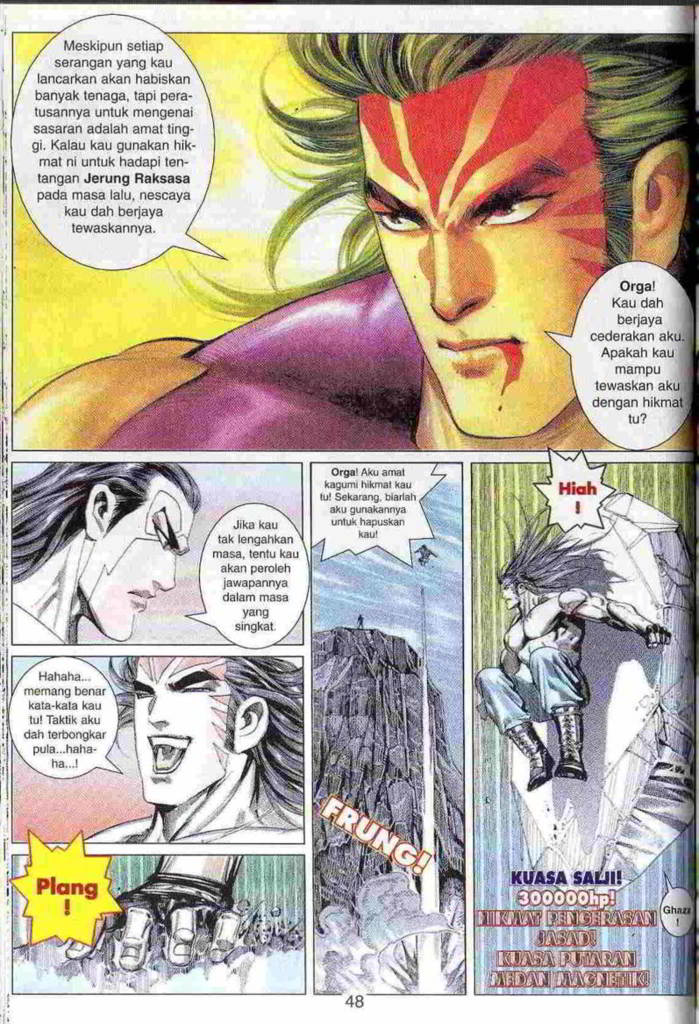 Meskipun setiap
serangan yang kau
lancarkan akan habiskan
banyak tenaga, tapi pera-
tusannya untuk mengenai
sasaran adalah amat ting-
gi. Kalau kau gunakan hik-
mat ni untuk hadapi ten-
tangan Jerung Raksasa
pada masa lalu, nescaya
kau dah berjaya
tewaskannya.
Orga!
Kau dah
berjaya
cederakan aku.
Apakah kau
mampu
tewaskan aku
dengan hikmat
tu?
Jika kau
tak lengahkan
masa, tentu kau
akan peroleh
jawapannya
dalam masa
yang
singkat.
Hahaha...
memang benar
kata-kata kau
tu! Taktik aku
dah terbongkar
pula...haha-
ha...!
Plang
!
Orga! Aku amat
kagumi hikmat kau
tu! Sekarang, biarlah
aku gunakannya
untuk hapuskan
kau!
FRUNG!
Hiah
!
KUASA SALJI!
300000hp!
HIKMAT PENGERASAN
JASAD!
KUASA PUTARAN
MEDAN MAGNETIK!
Ghazz
!
48